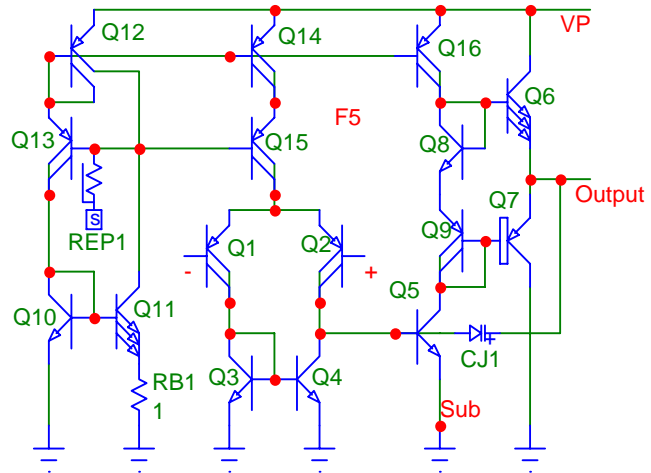 Q12 Q14 Q16 VP
Q6
Q13 Q15 F5 Q8
S Q7
REP1 Output
Q1 Q2 Q9
- + Q5
Q10 Q11
CJ1
RB1 Q3 Q4
1 Sub